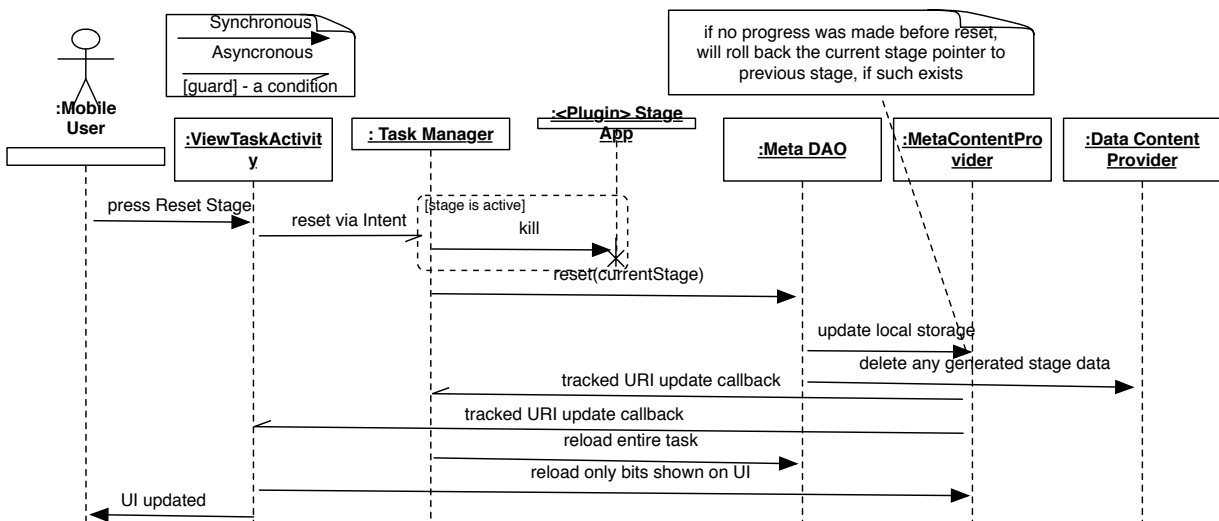 Synchronous
Asyncronous
[guard] - a condition
if no progress was made before reset,
will roll back the current stage pointer to
previous stage, if such exists
:Mobile
User
:ViewTaskActivit
y
: Task Manager
:<Plugin> Stage
App
:Meta DAO
:MetaContentPro
vider
:Data Content
Provider
press Reset Stage
reset via Intent
[stage is active]
kill
reset(currentStage)
update local storage
delete any generated stage data
tracked URI update callback
tracked URI update callback
reload entire task
reload only bits shown on UI
UI updated